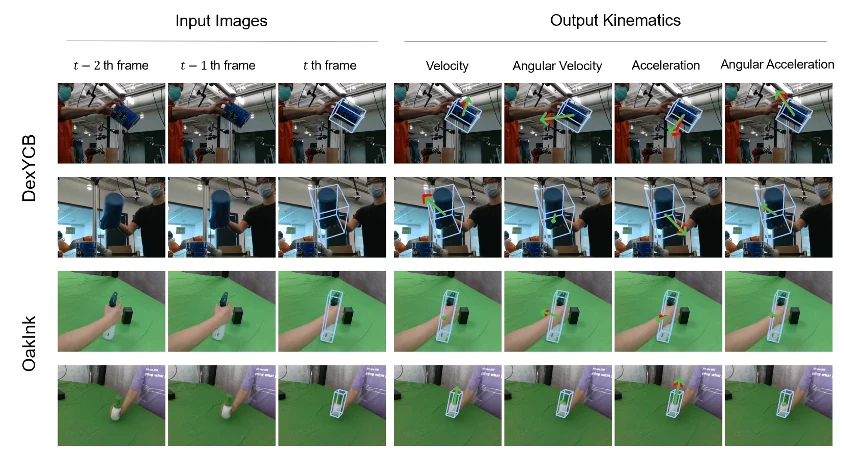 Input Images
Output Kinematics
t − 2 th frame
t − 1 th frame
t th frame
Velocity
Angular Velocity
Acceleration
Angular Acceleration
DexYCB
OakInk